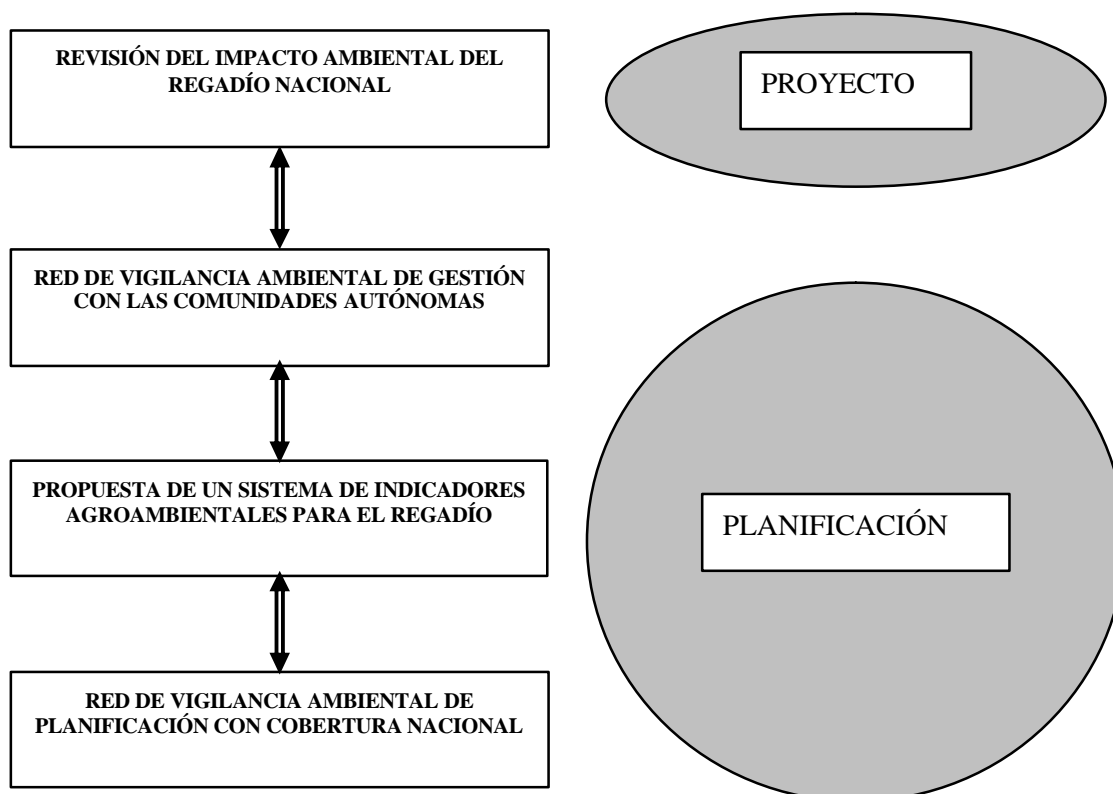 REVISIÓN DEL IMPACTO AMBIENTAL DEL
REGADÍO NACIONAL
PROYECTO
RED DE VIGILANCIA AMBIENTAL DE GESTIÓN
CON LAS COMUNIDADES AUTÓNOMAS
PROPUESTA DE UN SISTEMA DE INDICADORES
AGROAMBIENTALES PARA EL REGADÍO
PLANIFICACIÓN
RED DE VIGILANCIA AMBIENTAL DE
PLANIFICACIÓN CON COBERTURA NACIONAL